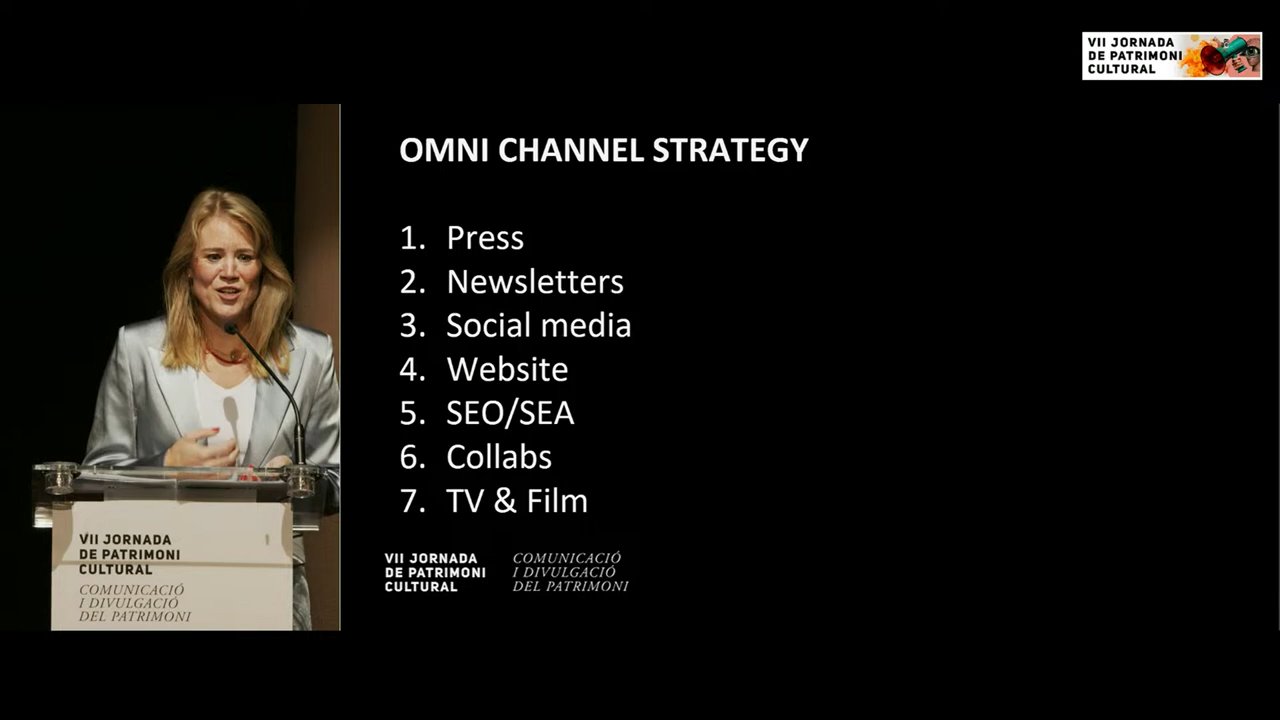 VII JORNADA
DE PATRIMONI
CULTURAL
OMNI CHANNEL STRATEGY
1. Press
2. Newsletters
3. Social media
4. Website
5. SEO/SEA
6. Collabs
7. TV & Film
VII JORNADA
DE PATRIMONI
CULTURAL
COMUNICACIÓ
I DIVULGACIÓ
DEL PATRIMONI
VII JORNADA
DE PATRIMONI
CULTURAL
COMUNICACIÓ
I DIVULGACIÓ
DEL PATRIMONI